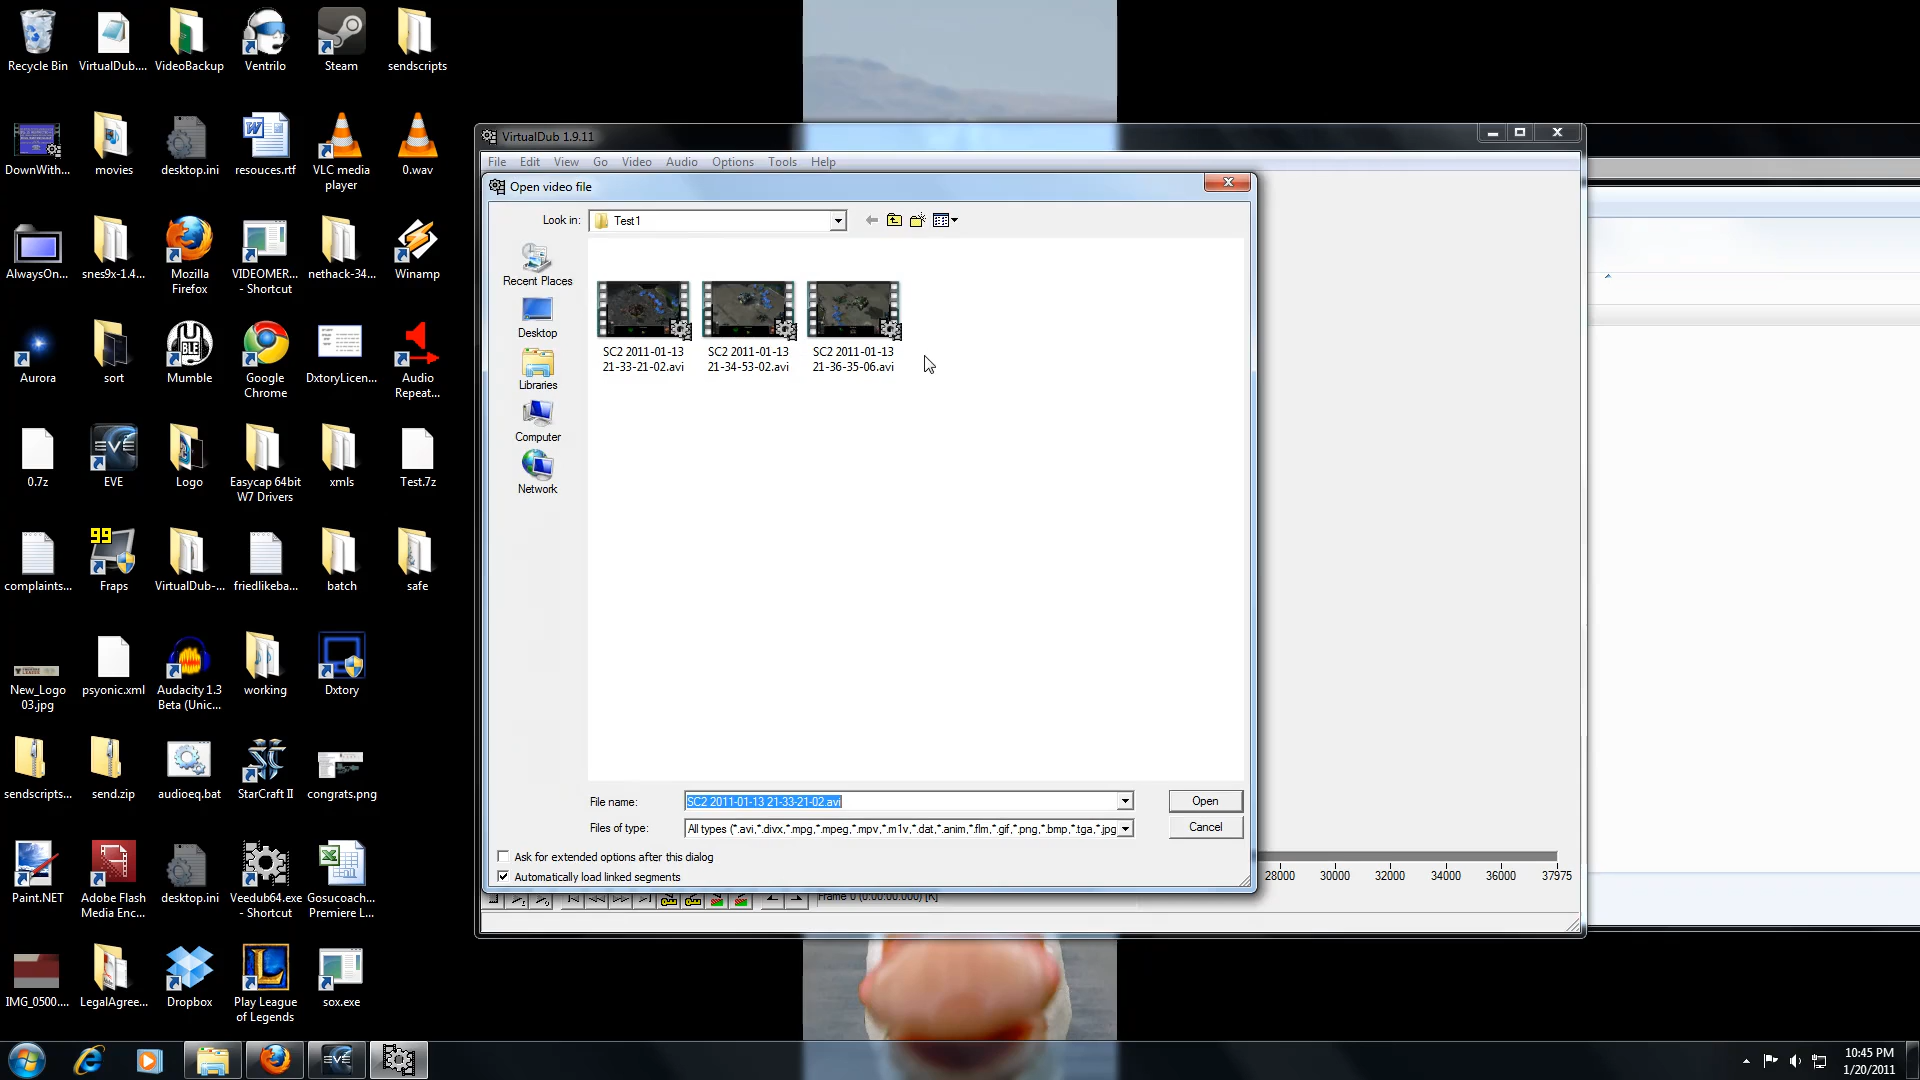 Recycle Bin
VirtualDub....
VideoBackup
Ventrilo
Steam
sendscripts
DownWith...
movies
desktop.ini
resouces.rtf
VLC media
player
0.wav
AlwaysOn...
snes9x-1.4...
Mozilla
Firefox
VIDEOMER...
- Shortcut
nethack-34...
Winamp
Aurora
sort
Mumble
Google
Chrome
DxtoryLicen...
Audio
Repeat...
0.7z
EVE
Logo
Easycap 64bit
W7 Drivers
xmls
Test.7z
complaints...
99
Fraps
VirtualDub-...
friedlikeba...
batch
safe
New_Logo
03.jpg
psyonic.xml
Audacity 1.3
Beta (Unic...
working
Dxtory
sendscripts...
send.zip
audioeq.bat
StarCraft II
congrats.png
Paint.NET
Adobe Flash
Media Enc...
desktop.ini
Veedub64.exe
- Shortcut
Gosucoach...
Premiere L...
IMG_0500....
LegalAgree...
Dropbox
Play League
of Legends
sox.exe
VirtualDub 1.9.11
File Edit View Go Video Audio Options Tools Help
Open video file
Look in: Test1
Recent Places
Desktop
Libraries
Computer
Network
SC2 2011-01-13
21-33-21-02.avi
SC2 2011-01-13
21-34-53-02.avi
SC2 2011-01-13
21-36-35-06.avi
File name: SC2 2011-01-13 21-33-21-02.avi Open
Files of type: All types (*.avi,*.divx,*.mpg,*.mpeg,*.mpv,*.m1v,*.dat,*.anim,*.flm,*.gif,*.png,*.bmp,*.tga,*.jpg Cancel
Ask for extended options after this dialog
Automatically load linked segments
28000 30000 32000 34000 36000 37975
Frame 0 (0:00:00.000) [K]
10:45 PM
1/20/2011